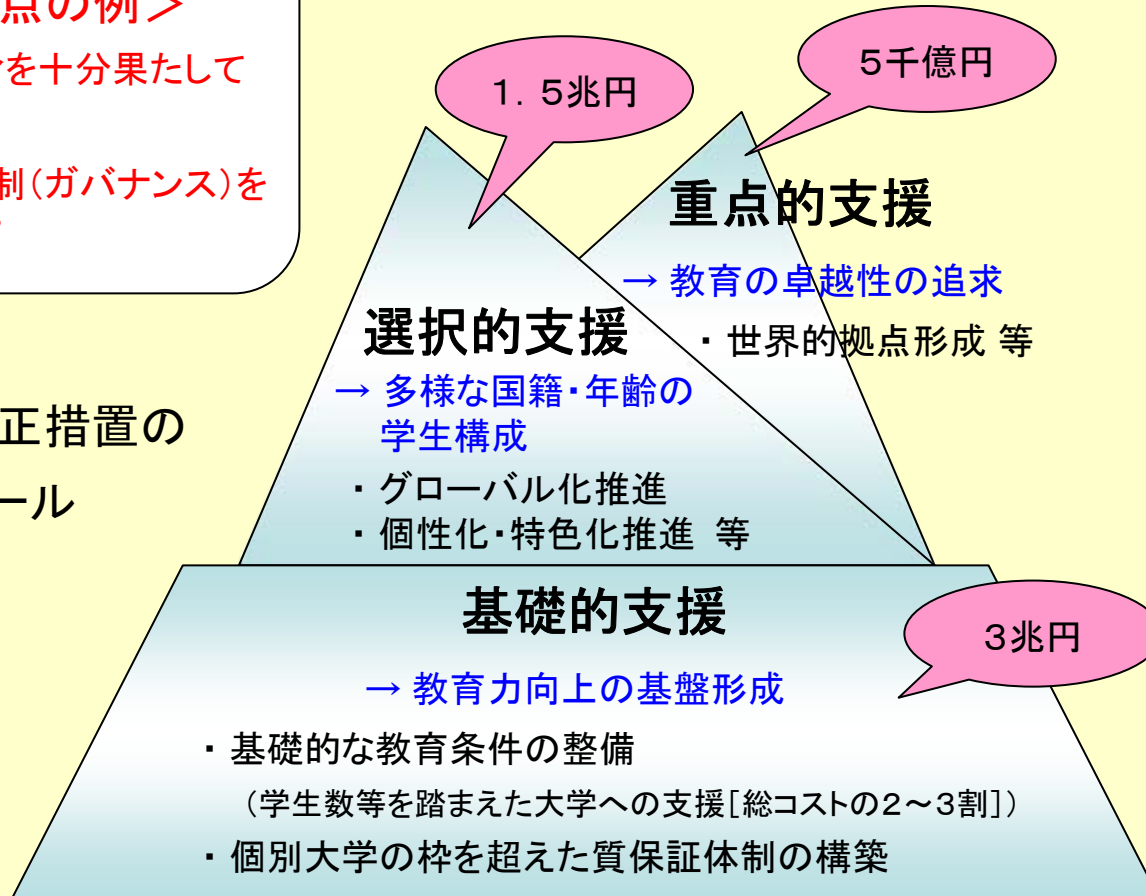 点の例＞
を十分果たして
制（ガバナンス）を
正措置の
ール
１．５兆円
５千億円
重点的支援
→ 教育の卓越性の追求
・ 世界的拠点形成 等
選択的支援
→ 多様な国籍・年齢の
学生構成
・ グローバル化推進
・ 個性化・特色化推進 等
基礎的支援
３兆円
→ 教育力向上の基盤形成
・ 基礎的な教育条件の整備
（学生数等を踏まえた大学への支援［総コストの２～３割］）
・ 個別大学の枠を超えた質保証体制の構築